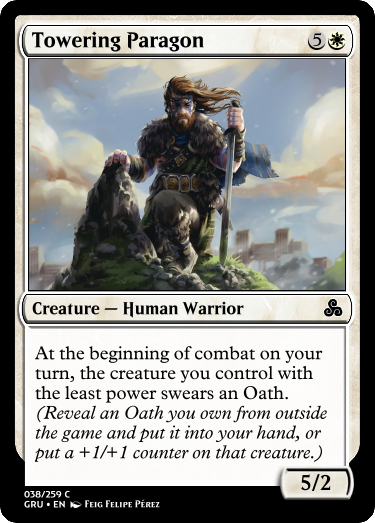 Towering Paragon 5
Creature — Human Warrior
At the beginning of combat on your
turn, the creature you control with
the least power swears an Oath.
(Reveal an Oath you own from outside
the game and put it into your hand, or
put a +1/+1 counter on that creature.)
5/2
038/259 C
GRU • EN Feig Felipe Pérez